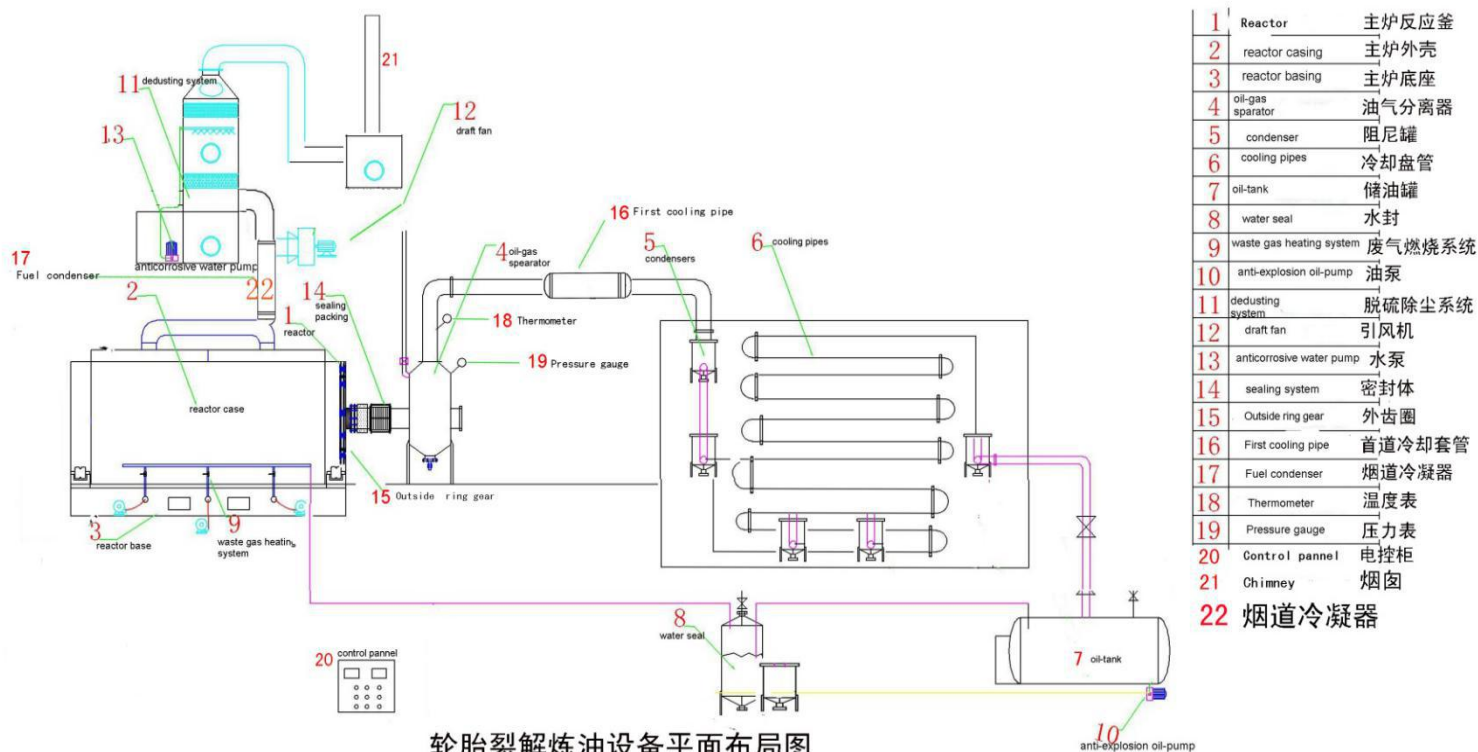 21
11 dedusting system
12
draft fan
13
16 First cooling pipe
4 oil-gas
spearator
5
condensers
6 cooling pipes
17
anticorrosive water pump
Fuel condenser
22
2
14
sealing
packing
1
reactor
18 Thermometer
19 Pressure gauge
reactor case
15 Outside ring gear
3
reactor base
9
waste gas heating
system
8
water seal
7 oil-tank
20 control pannel
10
anti-explosion oil-pump
轮胎裂解炼油设备平面布局图
1 Reactor 主炉反应釜
2 reactor casing 主炉外壳
3 reactor basing 主炉底座
4 oil-gas
sparator 油气分离器
5 condenser 阻尼罐
6 cooling pipes 冷却盘管
7 oil-tank 储油罐
8 water seal 水封
9 waste gas heating system 废气燃烧系统
10 anti-explosion oil-pump 油泵
11 dedusting
system 脱硫除尘系统
12 draft fan 引风机
13 anticorrosive water pump 水泵
14 sealing system 密封体
15 Outside ring gear 外齿圈
16 First cooling pipe 首道冷却套管
17 Fuel condenser 烟道冷凝器
18 Thermometer 温度表
19 Pressure gauge 压力表
20 Control pannel 电控柜
21 Chimney 烟囱
22 烟道冷凝器